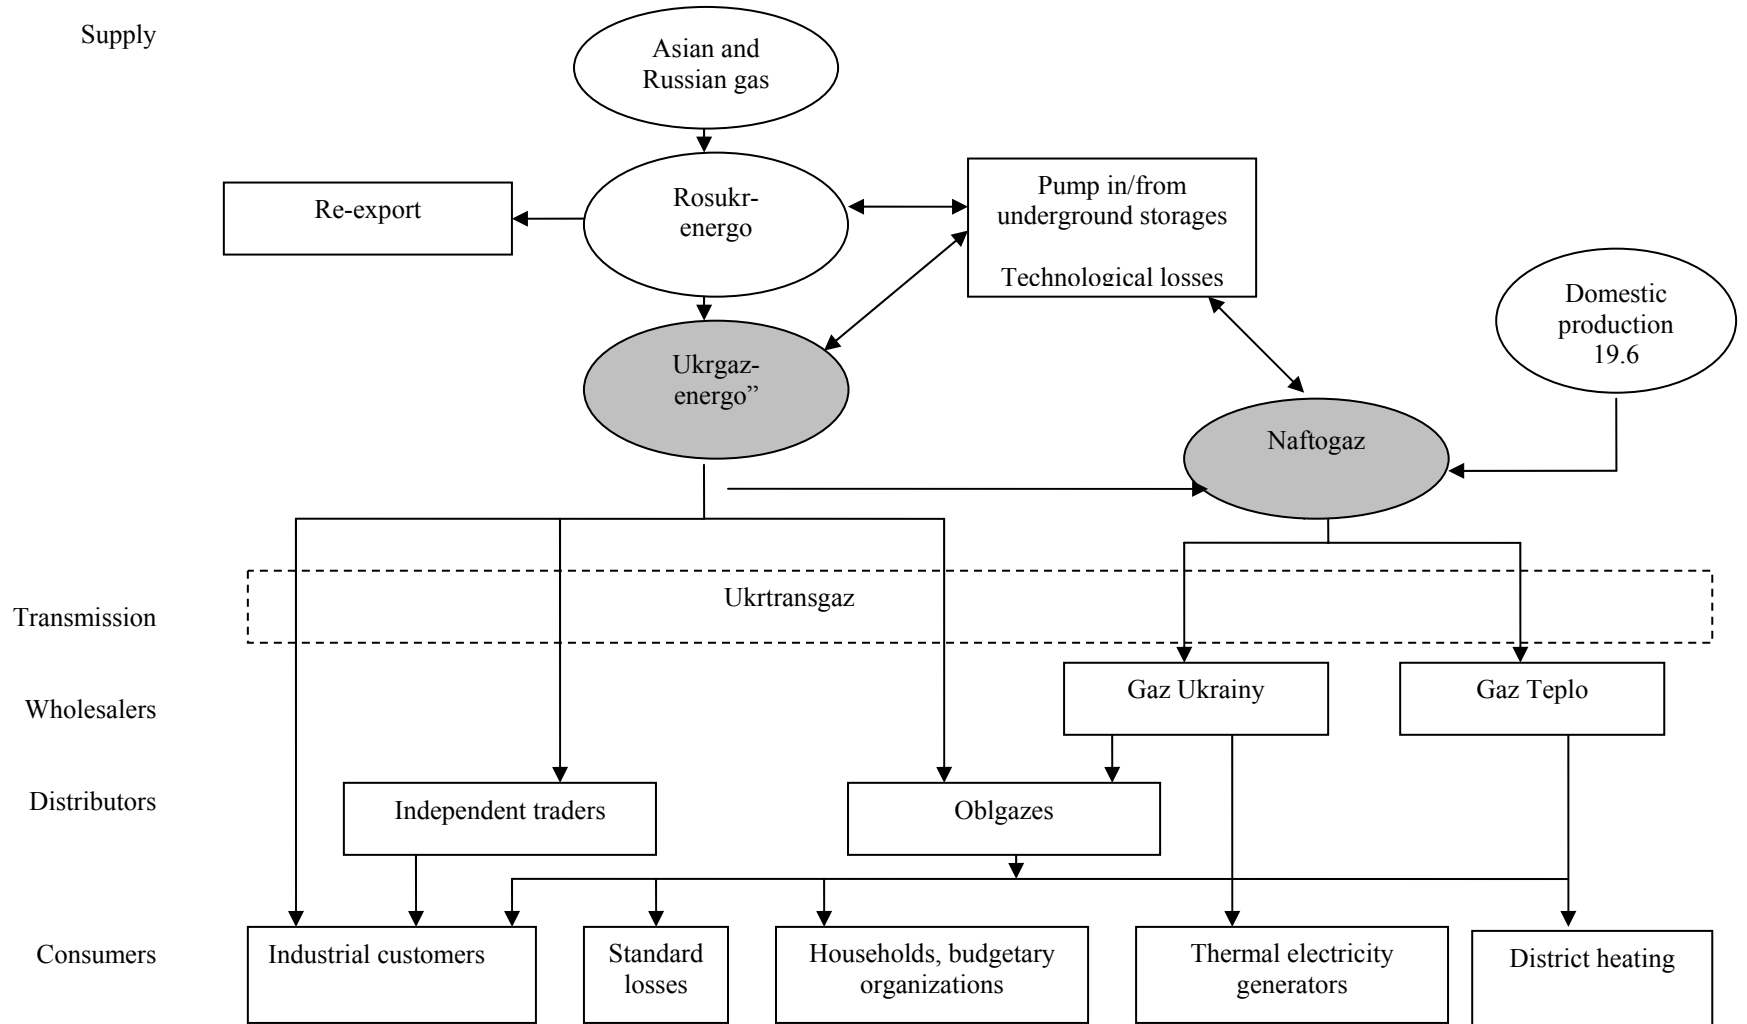 Supply
Asian and
Russian gas
Re-export
Rosukr-
energo
Pump in/from
underground storages
Technological losses
Domestic
production
19.6
Ukrgaz-
energo”
Naftogaz
Transmission
Ukrtransgaz
Wholesalers
Gaz Ukrainy
Gaz Teplo
Distributors
Independent traders
Oblgazes
Consumers
Industrial customers
Standard
losses
Households, budgetary
organizations
Thermal electricity
generators
District heating